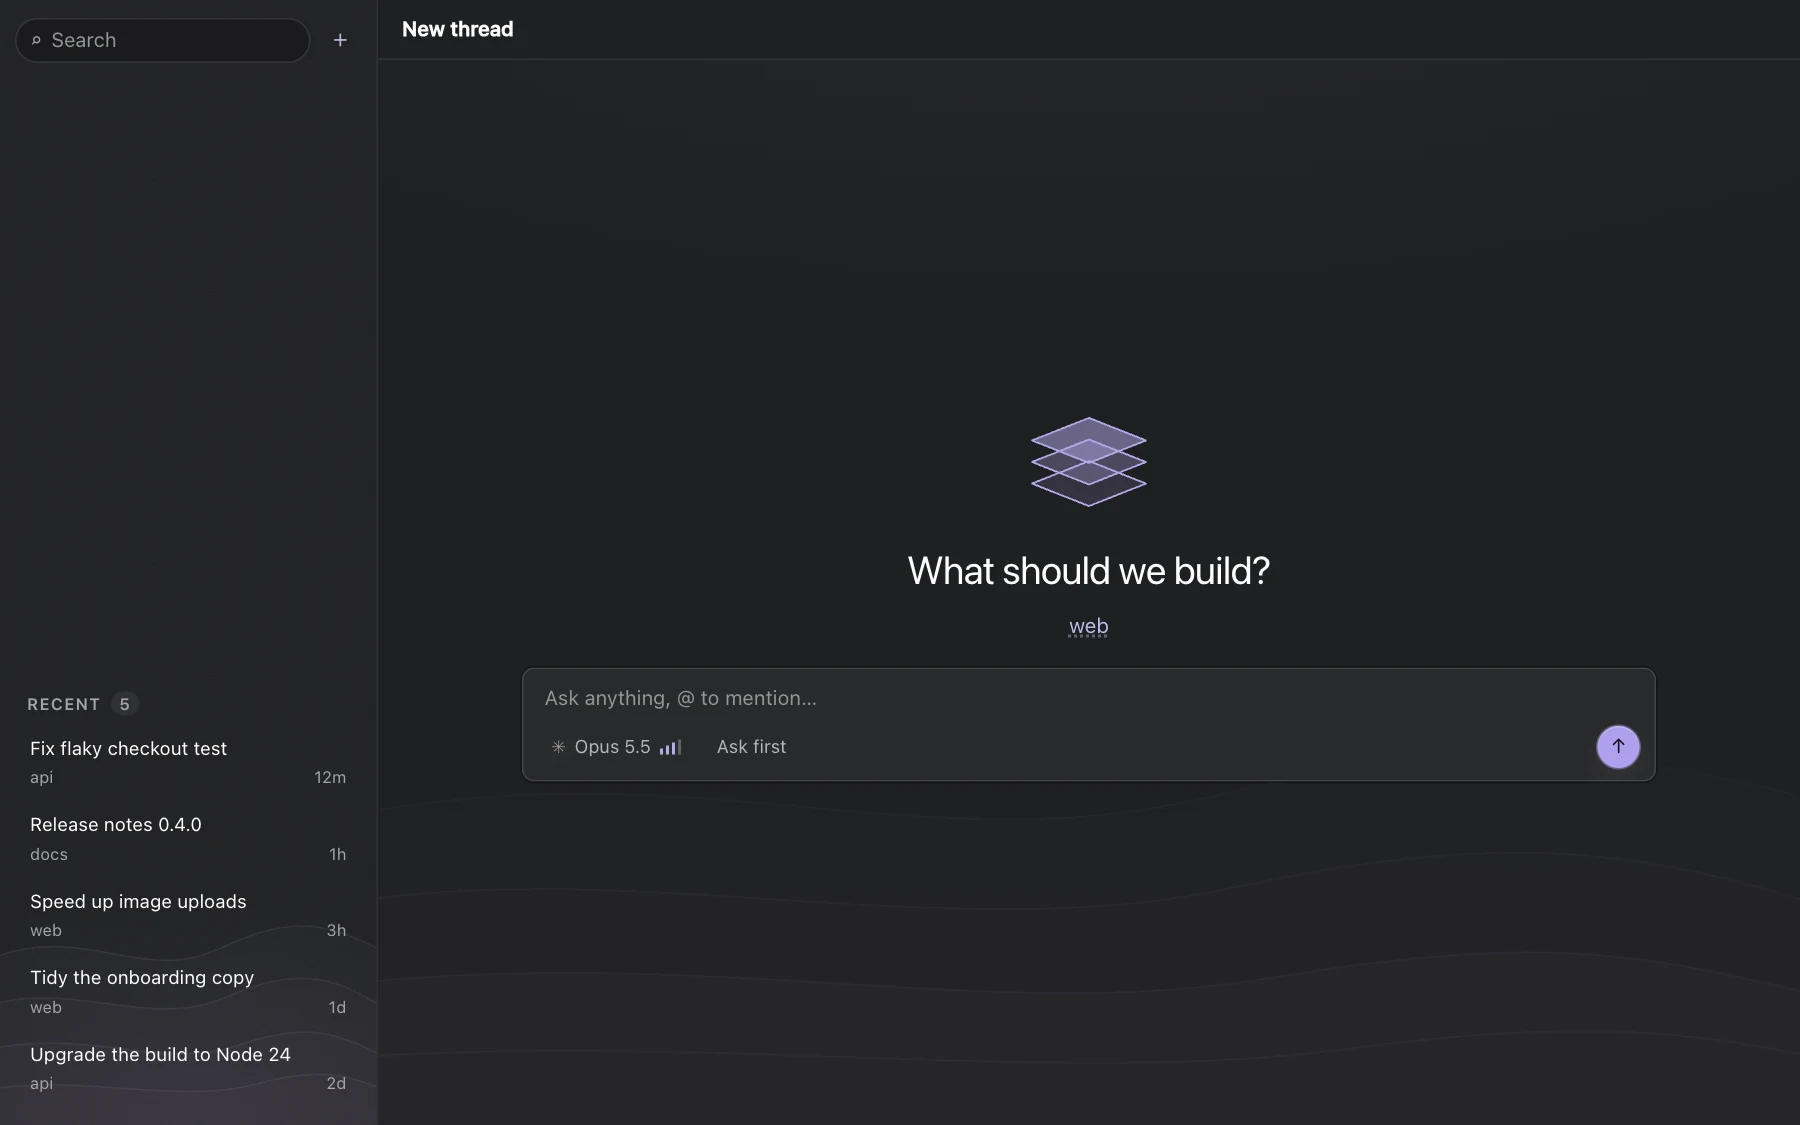 Search
+
New thread
What should we build?
web
Ask anything, @ to mention...
Opus 5.5
Ask first
RECENT 5
Fix flaky checkout test
api 12m
Release notes 0.4.0
docs 1h
Speed up image uploads
web 3h
Tidy the onboarding copy
web 1d
Upgrade the build to Node 24
api 2d